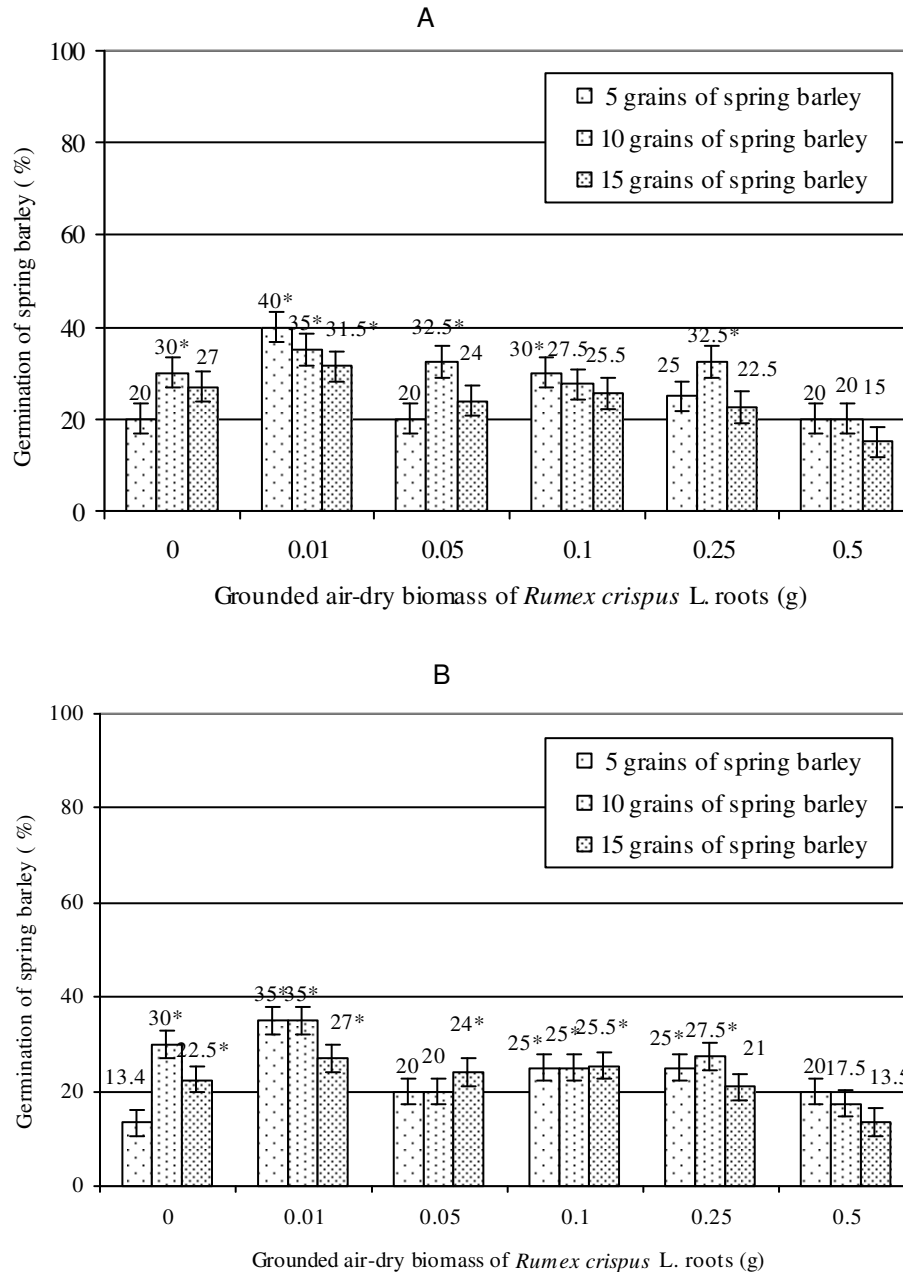 A
100
80
60
40
20
0
Germination of spring barley ( %)
5 grains of spring barley
10 grains of spring barley
15 grains of spring barley
20 30* 27
40* 35* 31.5*
20 32.5* 24
30* 27.5 25.5
25 32.5* 22.5
20 20 15
0 0.01 0.05 0.1 0.25 0.5
Grounded air-dry biomass of Rumex crispus L. roots (g)
B
100
80
60
40
20
0
Germination of spring barley ( %)
5 grains of spring barley
10 grains of spring barley
15 grains of spring barley
13.4 30* 22.5*
35* 35* 27*
20 20 24*
25* 25* 25.5*
25* 27.5* 21
20 17.5 13.5
0 0.01 0.05 0.1 0.25 0.5
Grounded air-dry biomass of Rumex crispus L. roots (g)